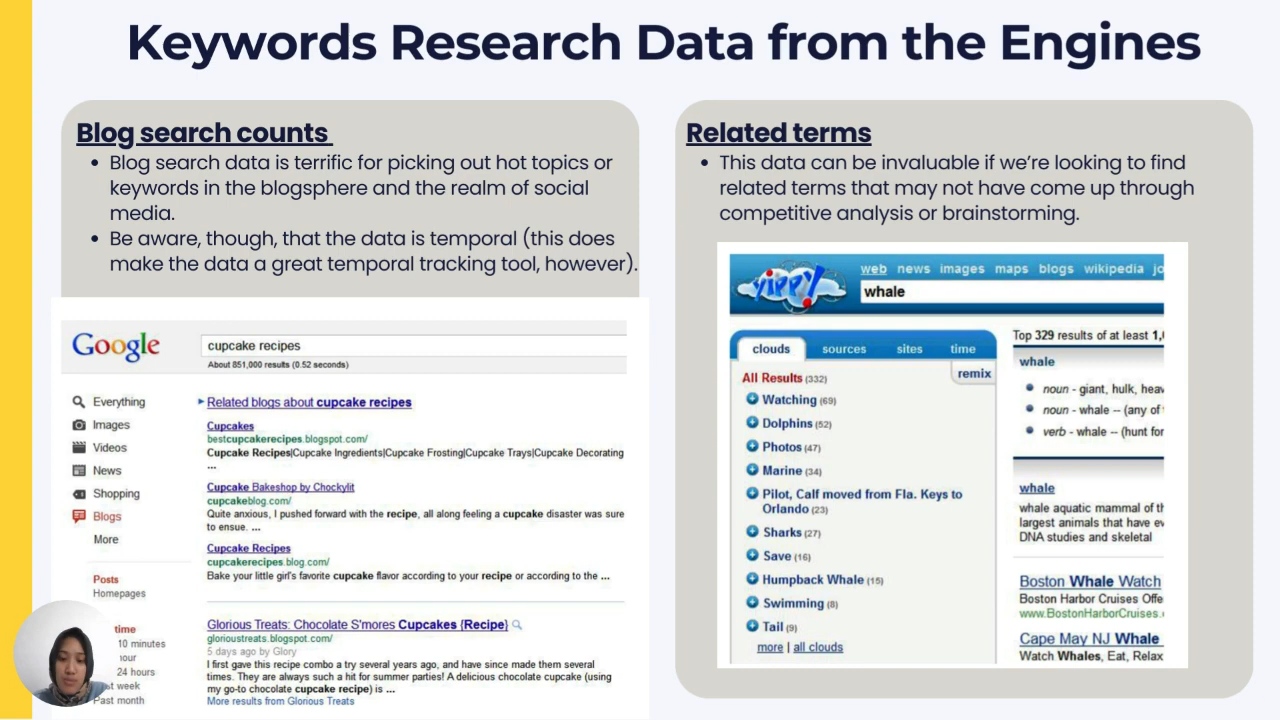 Keywords Research Data from the Engines
Blog search counts
• Blog search data is terrific for picking out hot topics or
keywords in the blogsphere and the realm of social
media.
• Be aware, though, that the data is temporal (this does
make the data a great temporal tracking tool, however).
Google
cupcake recipes
About 851,000 results (0.52 seconds)
Everything
Images
Videos
News
Shopping
Blogs
More
Posts
Homepages
time
10 minutes
24 hours
week
Past month
Related blogs about cupcake recipes
Cupcakes
bestcupcakerecipes.blogspot.com/
Cupcake Recipes|Cupcake Ingredients|Cupcake Frosting|Cupcake Trays|Cupcake Decorating
...
Cupcake Bakeshop by Chockylit
cupcakeblog.com/
Quite anxious, I pushed forward with the recipe, all along feeling a cupcake disaster was sure
to ensue. ...
Cupcake Recipes
cupcakerecipes.blog.com/
Bake your little girl's favorite cupcake flavor according to your recipe or according to the ...
Glorious Treats: Chocolate S'mores Cupcakes {Recipe}
glorioustreats.blogspot.com/
5 days ago by Glory
I first gave this recipe combo a try several years ago, and have since made them several
times. They are always such a hit for summer parties! A delicious chocolate cupcake (using
my go-to chocolate cupcake recipe) is ...
More results from Glorious Treats
Related terms
• This data can be invaluable if we’re looking to find
related terms that may not have come up through
competitive analysis or brainstorming.
yippy!
web news images maps blogs wikipedia jo
whale
clouds sources sites time
remix
All Results (332)
Watching (69)
Dolphins (52)
Photos (47)
Marine (34)
Pilot, Calf moved from Fla. Keys to
Orlando (23)
Sharks (27)
Save (16)
Humpback Whale (15)
Swimming (8)
Tail (9)
more | all clouds
Top 329 results of at least 1,
whale
noun - giant, hulk, heav
noun - whale -- (any of
verb - whale -- (hunt for
whale
whale aquatic mammal of th
largest animals that have ev
DNA studies and skeletal
Boston Whale Watch
Boston Harbor Cruises Offe
www.BostonHarborCruises.
Cape May NJ Whale
Watch Whales, Eat, Relax